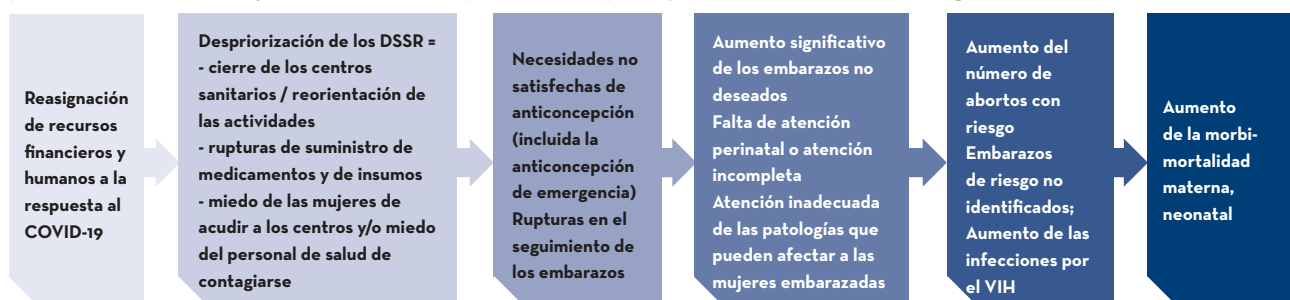 Reasignación
de recursos
financieros y
humanos a la
respuesta al
COVID-19
Despriorización de los DSSR =
- cierre de los centros
sanitarios / reorientación de
las actividades
- rupturas de suministro de
medicamentos y de insumos
- miedo de las mujeres de
acudir a los centros y/o miedo
del personal de salud de
contagiarse
Necesidades no
satisfechas de
anticoncepción
(incluida la
anticoncepción
de emergencia)
Rupturas en el
seguimiento de
los embarazos
Aumento significativo
de los embarazos no
deseados
Falta de atención
perinatal o atención
incompleta
Atención inadecuada
de las patologías que
pueden afectar a las
mujeres embarazadas
Aumento del
número de
abortos con
riesgo
Embarazos
de riesgo no
identificados;
Aumento de las
infecciones por
el VIH
Aumento
de la morbi-
mortalidad
materna,
neonatal